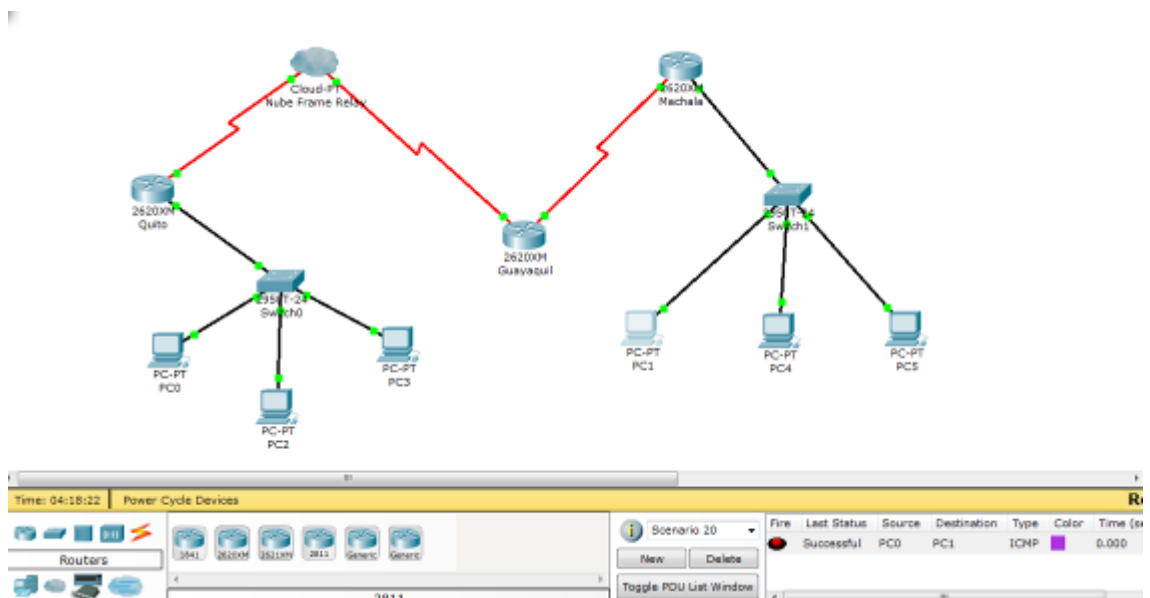 Cloud-PT
Nube Frame Relay
2620XM
Machala
2620XM
Quito
2620XM
Guayaquil
2950T-24
Switch1
2950T-24
Switch0
PC-PT
PC0
PC-PT
PC3
PC-PT
PC2
PC-PT
PC1
PC-PT
PC4
PC-PT
PC5
Time: 04:18:22 Power Cycle Devices
Routers
1841 2620XM 2621XM 2811 Generic Generic
2811
Scenario 20
New Delete
Toggle PDU List Window
Fire Last Status Source Destination Type Color Time (se
Successful PC0 PC1 ICMP 0.000